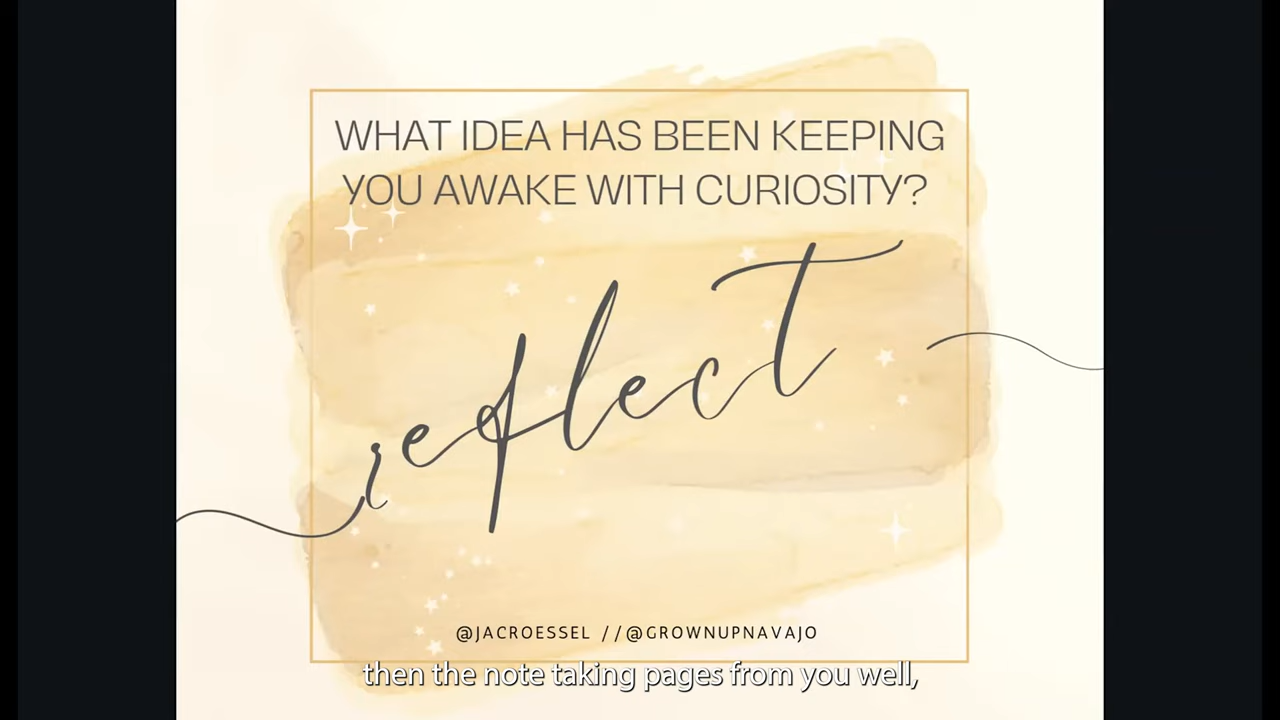 WHAT IDEA HAS BEEN KEEPING
YOU AWAKE WITH CURIOSITY?
reflect
@JACROESSEL //@GROWNUPNAVAJO
then the note taking pages from you well,